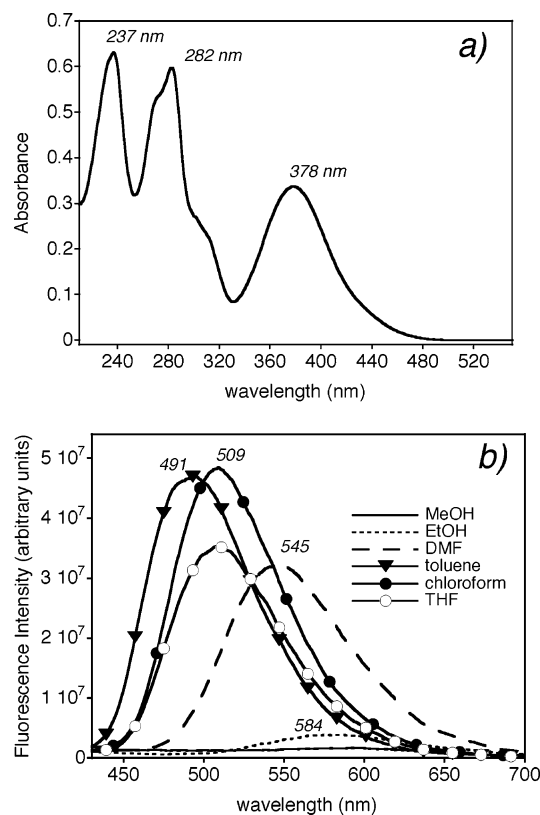 a)
237 nm
282 nm
378 nm
Absorbance
0.7
0.6
0.5
0.4
0.3
0.2
0.1
0
240 280 320 360 400 440 480 520
wavelength (nm)
b)
491
509
545
584
MeOH
EtOH
DMF
toluene
chloroform
THF
Fluorescence Intensity (arbitrary units)
5 10⁷
4 10⁷
3 10⁷
2 10⁷
1 10⁷
0
450 500 550 600 650 700
wavelength (nm)